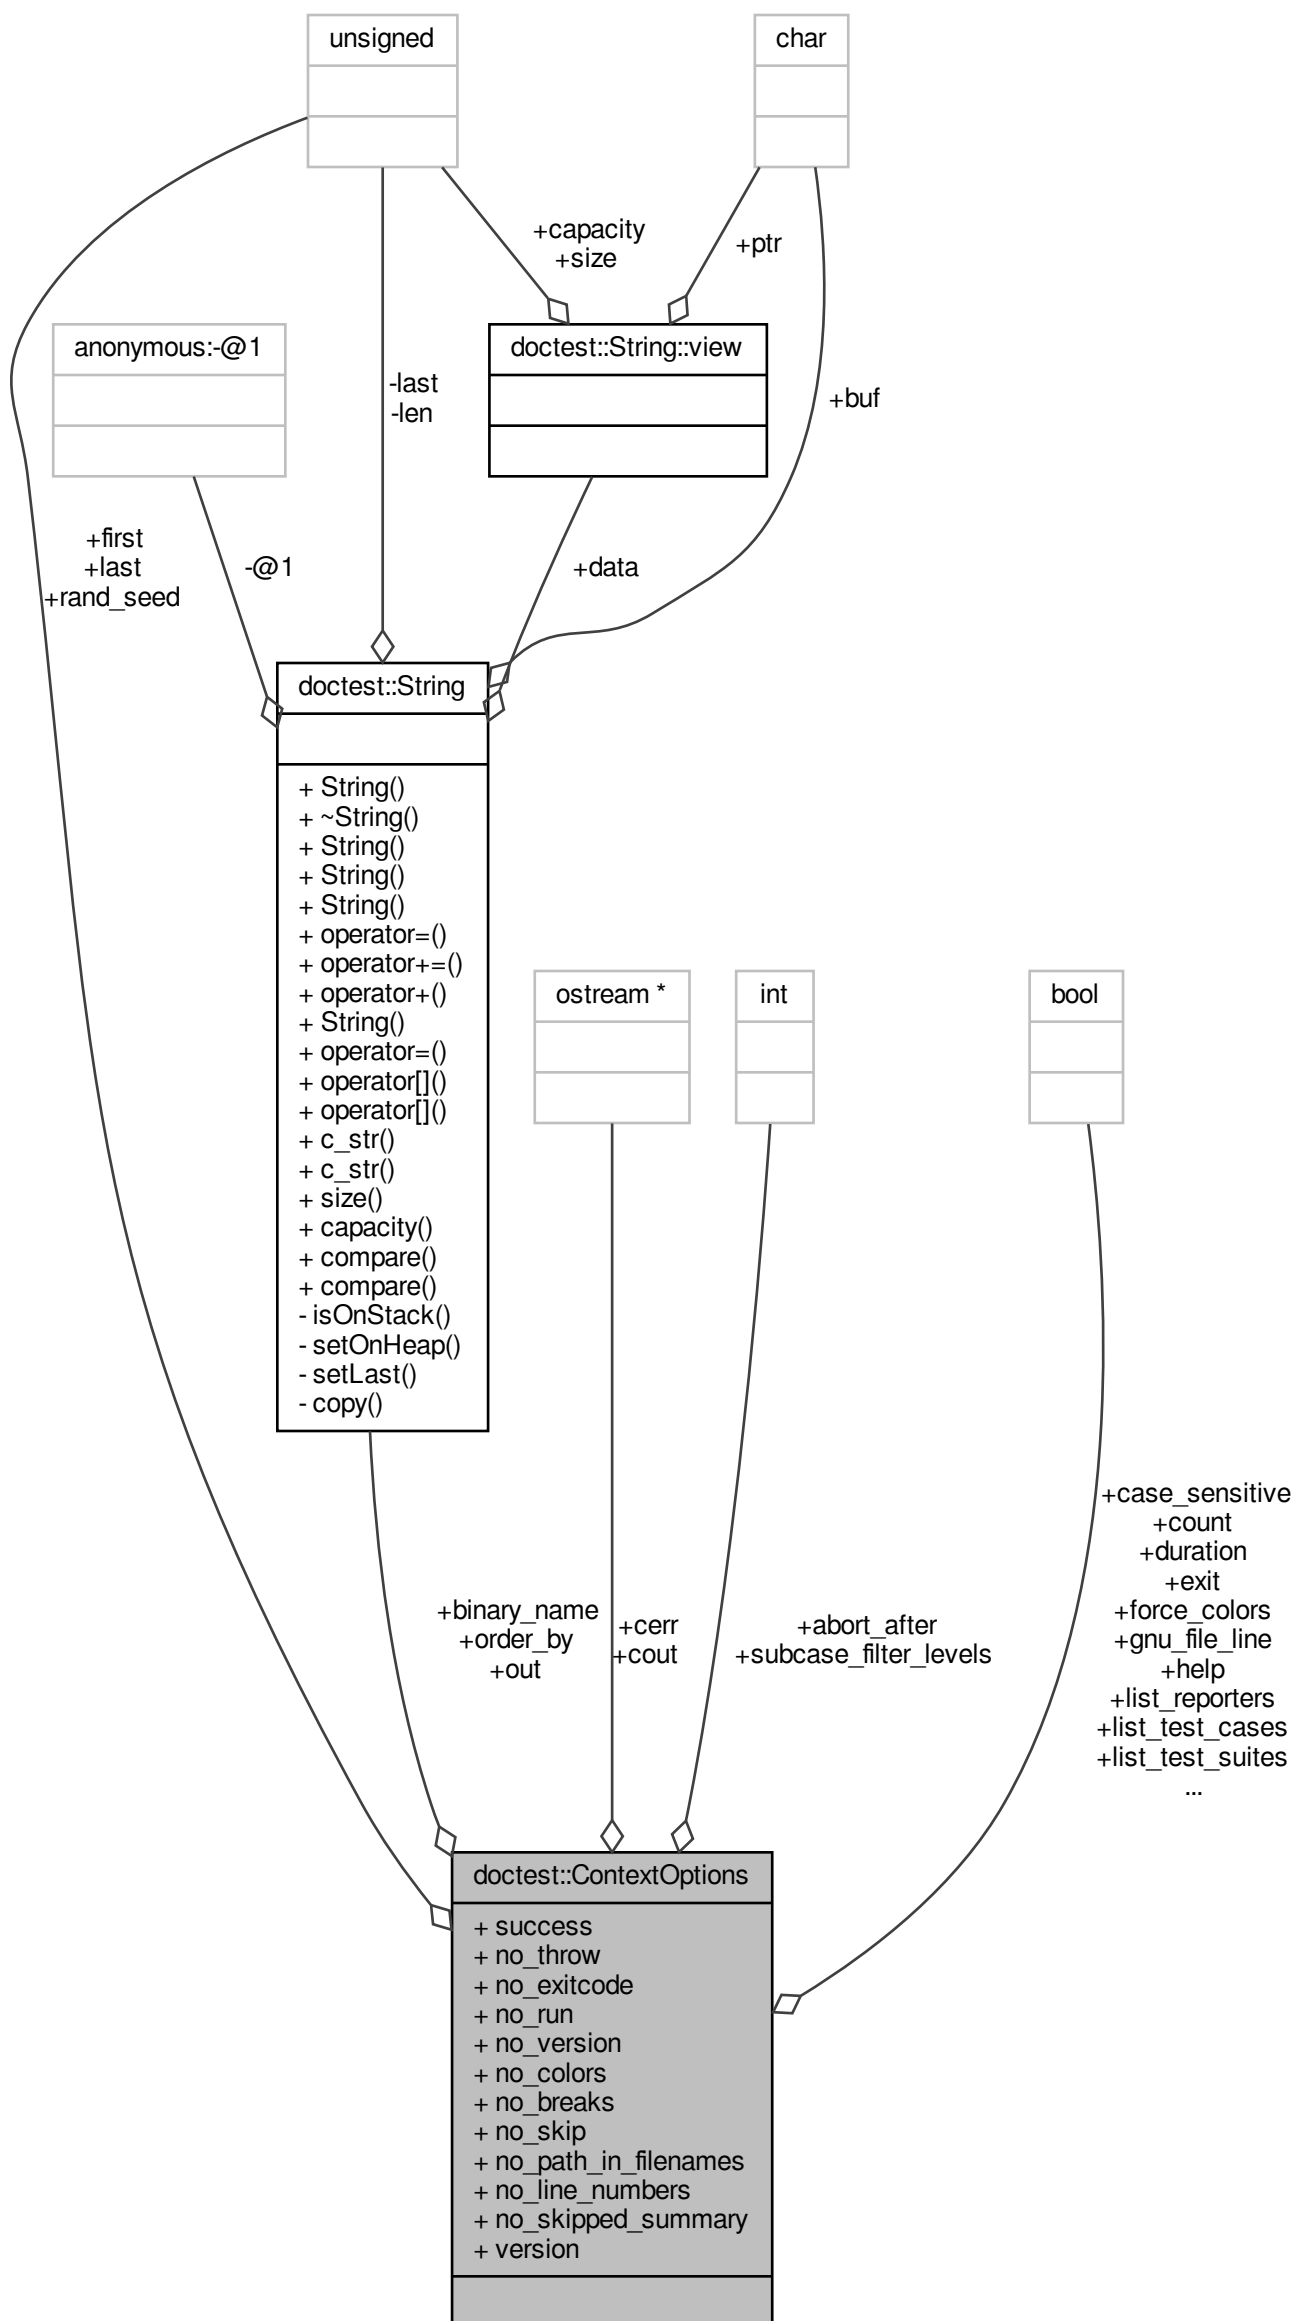 unsigned
char
+capacity
+size
+ptr
anonymous:-@1
doctest::String::view
-last
-len
+buf
+first
+last
+rand_seed
-@1
+data
doctest::String
+ String()
+ ~String()
+ String()
+ String()
+ String()
+ operator=()
+ operator+=()
+ operator+()
+ String()
+ operator=()
+ operator[]()
+ operator[]()
+ c_str()
+ c_str()
+ size()
+ capacity()
+ compare()
+ compare()
- isOnStack()
- setOnHeap()
- setLast()
- copy()
ostream *
int
bool
+binary_name
+order_by
+out
+cerr
+cout
+abort_after
+subcase_filter_levels
+case_sensitive
+count
+duration
+exit
+force_colors
+gnu_file_line
+help
+list_reporters
+list_test_cases
+list_test_suites
...
doctest::ContextOptions
+ success
+ no_throw
+ no_exitcode
+ no_run
+ no_version
+ no_colors
+ no_breaks
+ no_skip
+ no_path_in_filenames
+ no_line_numbers
+ no_skipped_summary
+ version